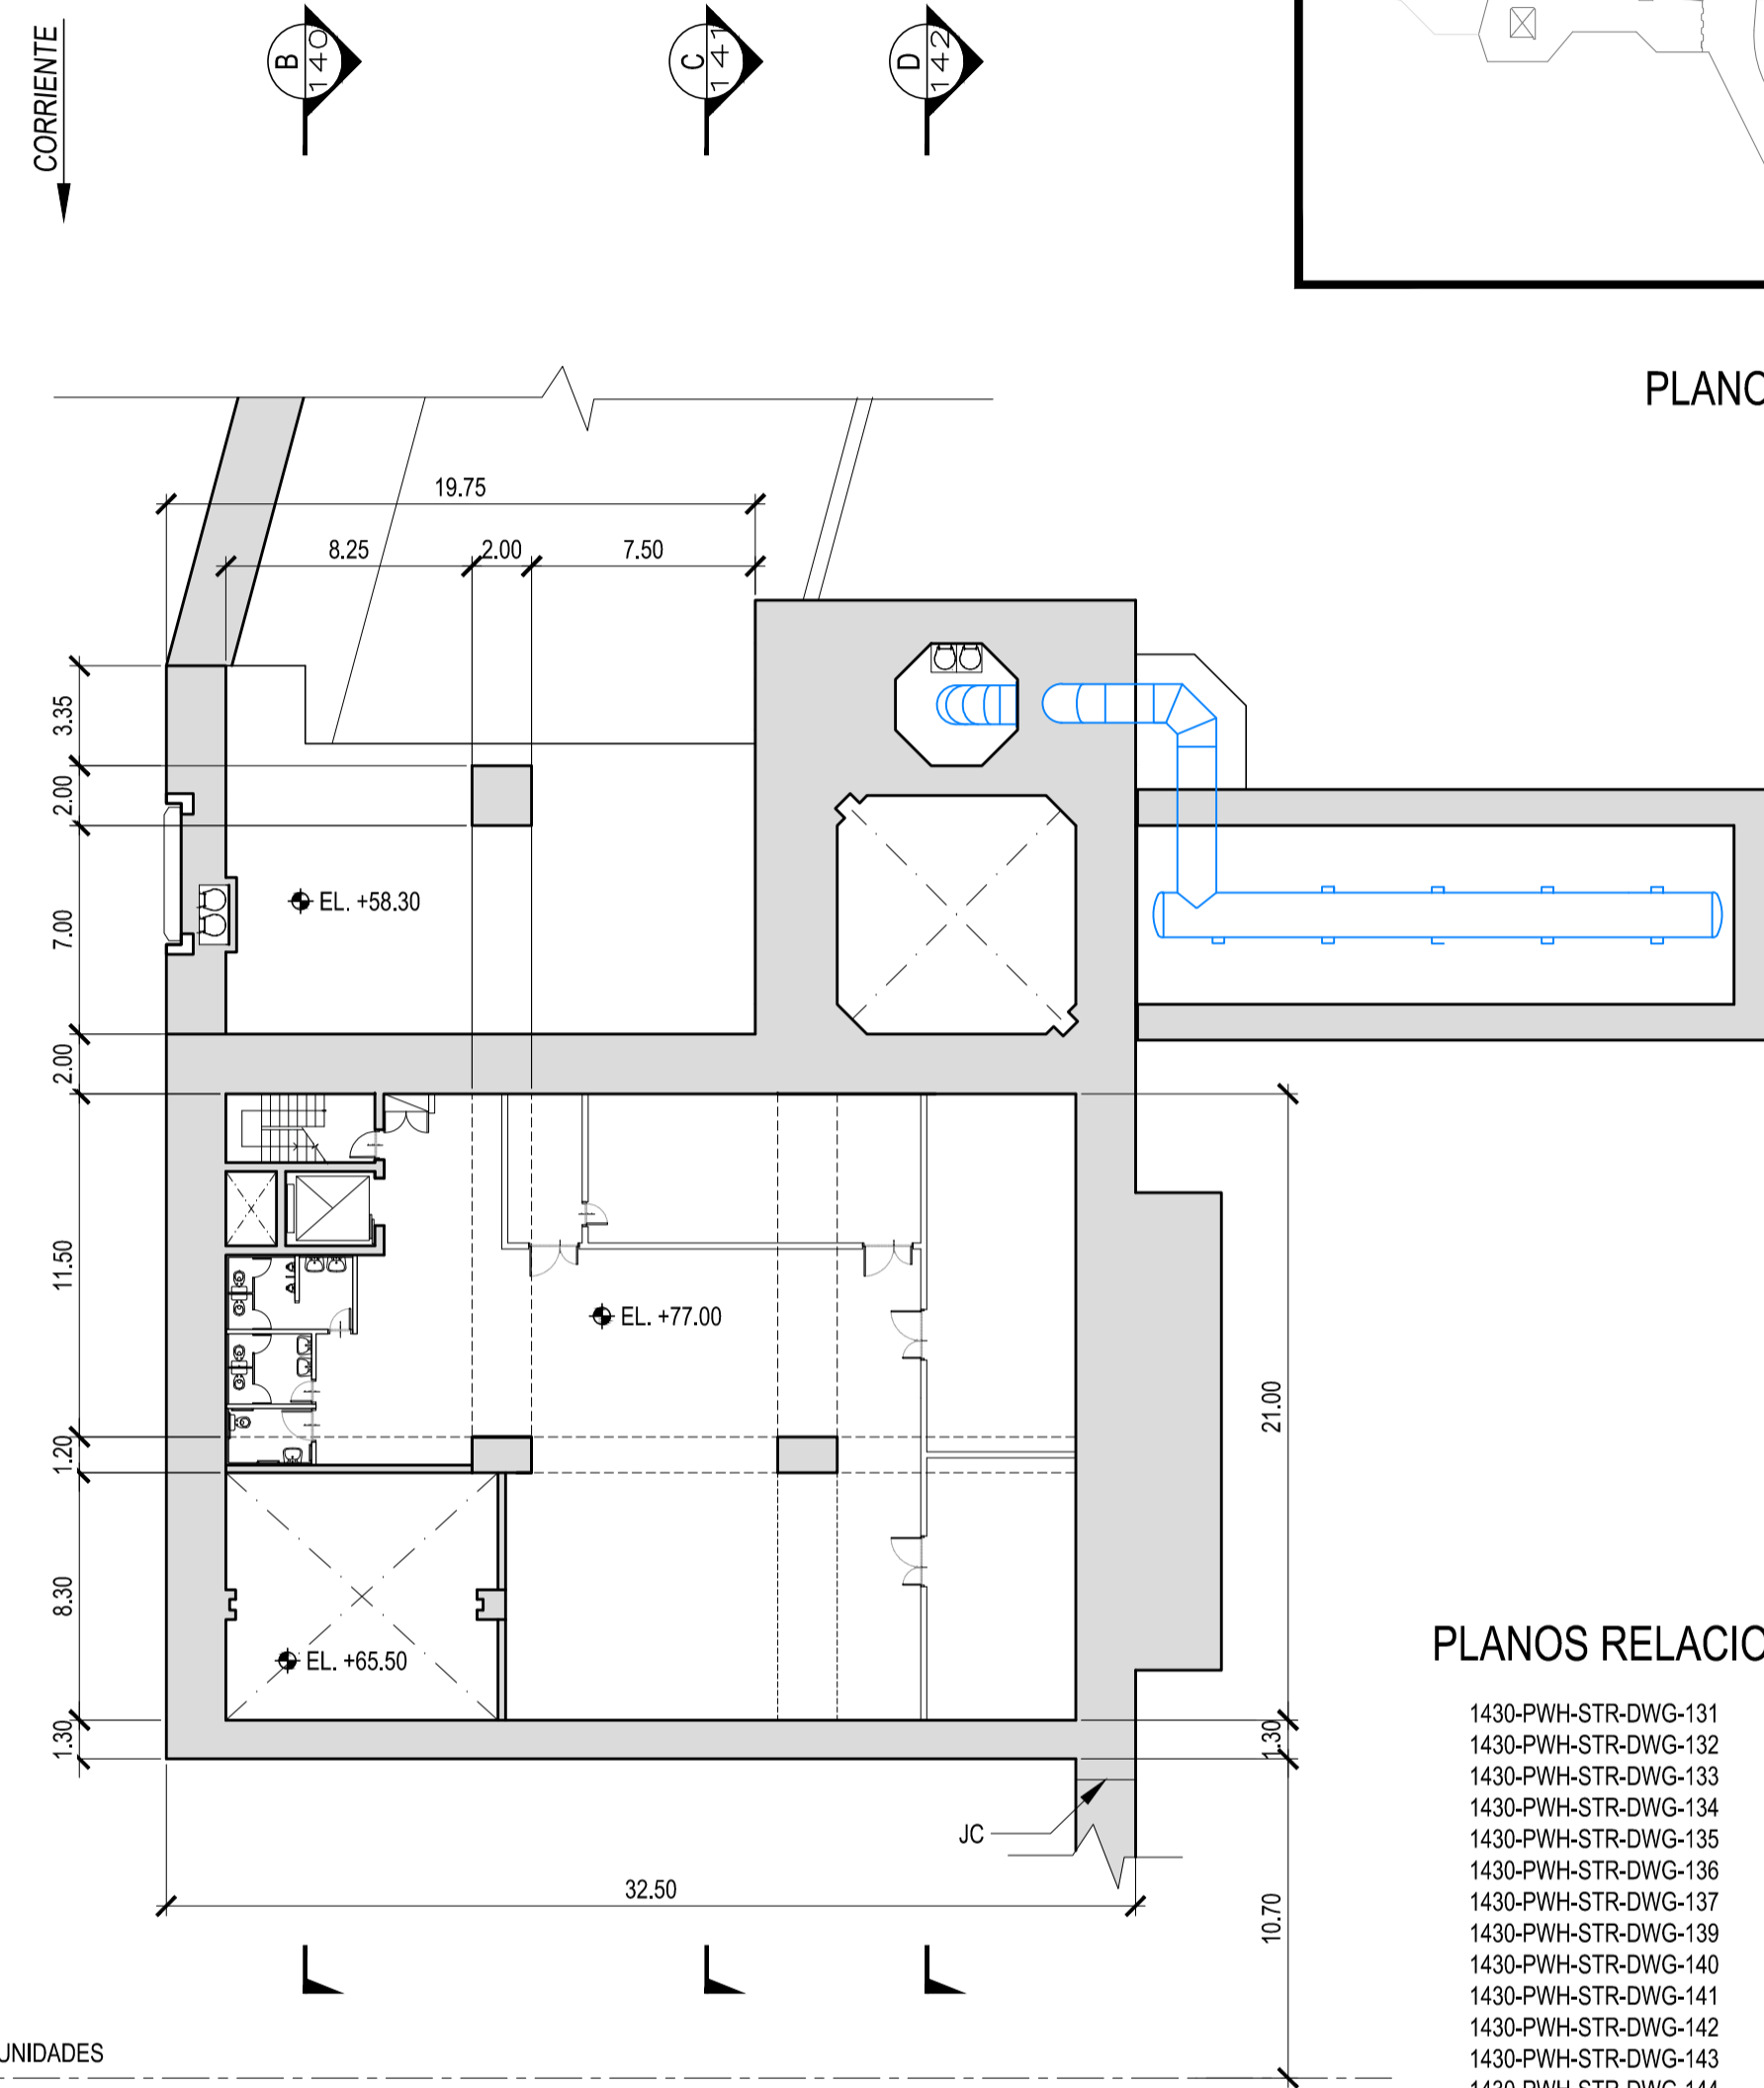 CORRIENTE
B
140
C
141
D
142
PLANO
19.75
8.25
2.00
7.50
3.35
2.00
7.00
2.00
11.50
1.20
8.30
1.30
EL. +58.30
EL. +77.00
EL. +65.50
21.00
1.30
10.70
JC
32.50
PLANOS RELACIO
1430-PWH-STR-DWG-131
1430-PWH-STR-DWG-132
1430-PWH-STR-DWG-133
1430-PWH-STR-DWG-134
1430-PWH-STR-DWG-135
1430-PWH-STR-DWG-136
1430-PWH-STR-DWG-137
1430-PWH-STR-DWG-139
1430-PWH-STR-DWG-140
1430-PWH-STR-DWG-141
1430-PWH-STR-DWG-142
1430-PWH-STR-DWG-143
1430-PWH-STR-DWG-144
UNIDADES